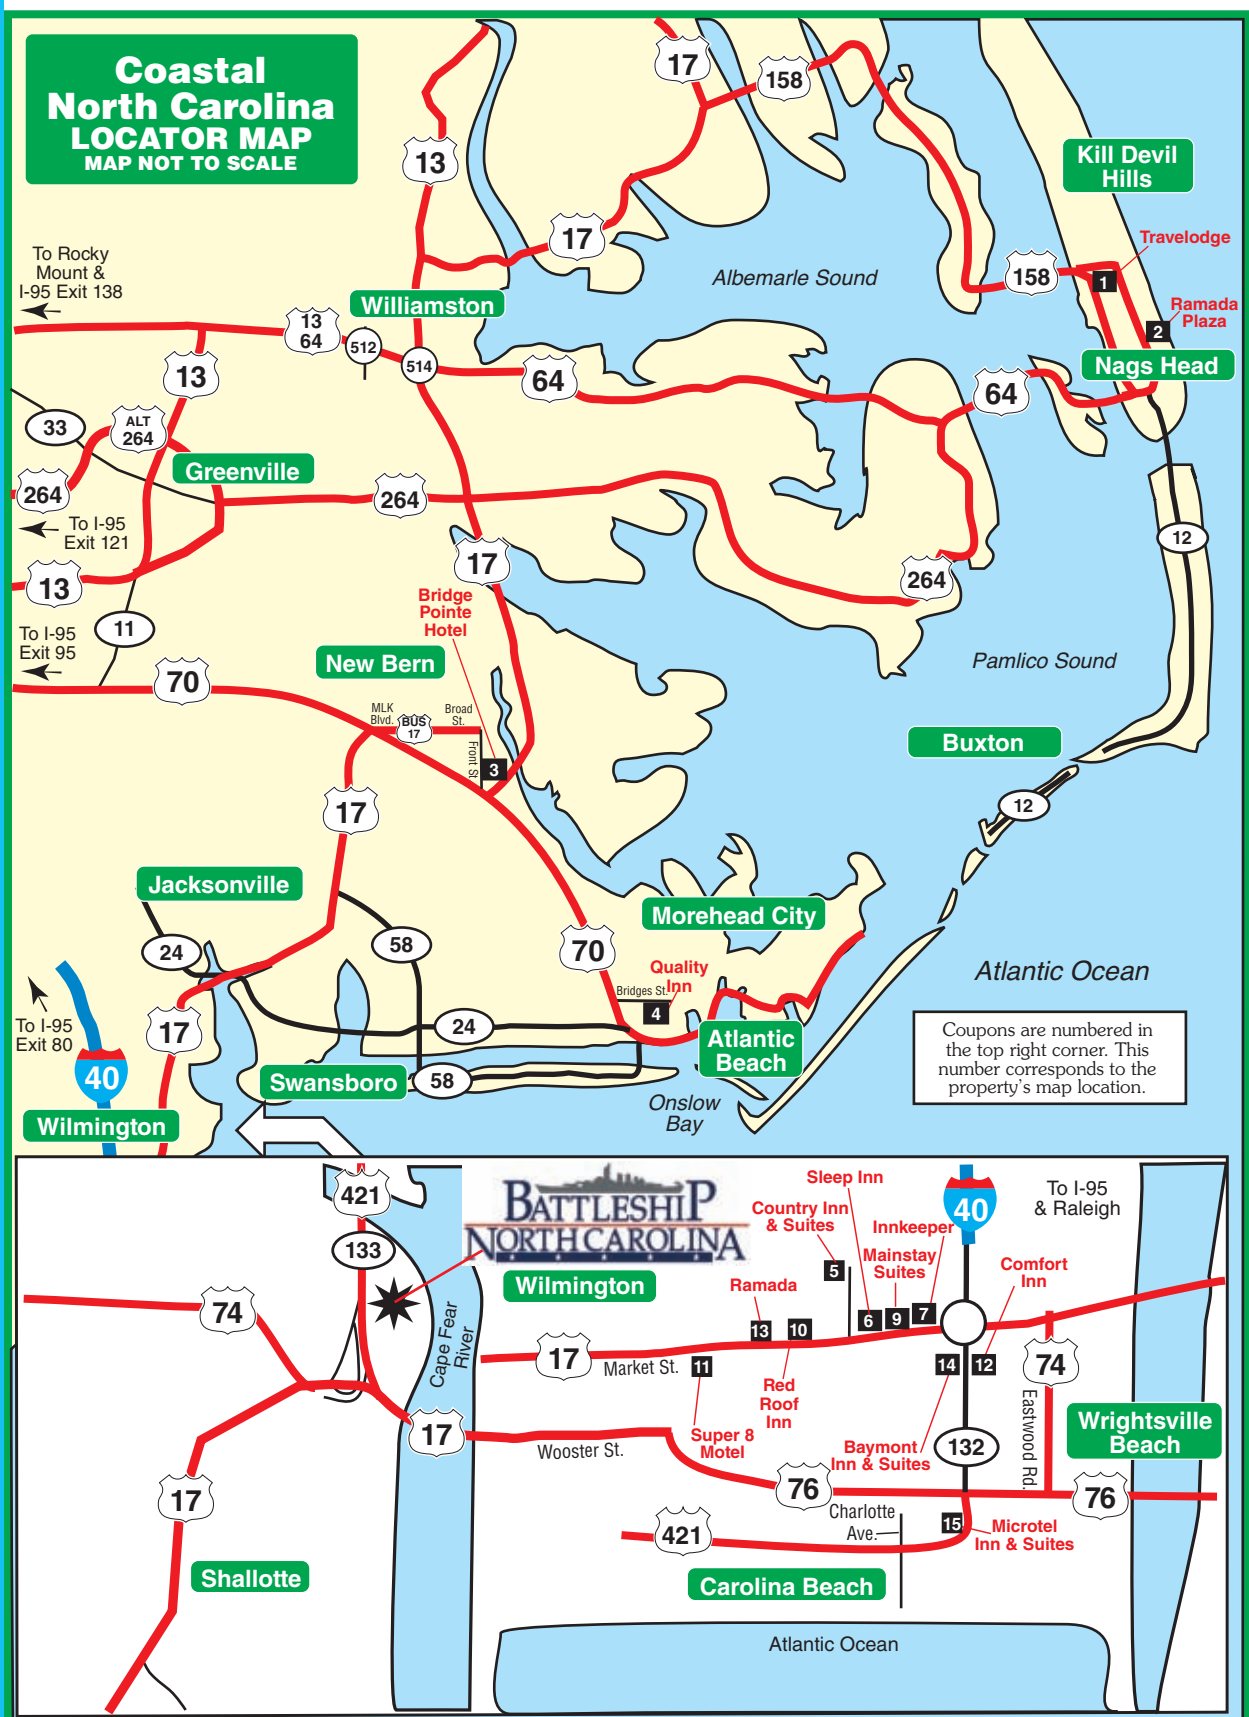 Coastal
North Carolina
LOCATOR MAP
MAP NOT TO SCALE
17
158
13
Kill Devil
Hills
17
Travelodge
To Rocky
Mount &
I-95 Exit 138
Albemarle Sound
158
1
Williamston
Ramada
Plaza
2
13
64
512
514
Nags Head
13
64
64
33
ALT
264
Greenville
264
264
To I-95
Exit 121
12
17
264
13
Bridge
Pointe
Hotel
11
To I-95
Exit 95
New Bern
Pamlico Sound
70
MLK
Blvd.
BUS
17
Broad
St.
Front St
3
Buxton
17
12
Jacksonville
Morehead City
24
58
70
Quality
Inn
Atlantic Ocean
Bridges St.
4
To I-95
Exit 80
17
24
Atlantic
Beach
Coupons are numbered in
the top right corner. This
number corresponds to the
property's map location.
40
Swansboro
58
Onslow
Bay
Wilmington
421
BATTLESHIP
NORTH CAROLINA
Sleep Inn
40
To I-95
& Raleigh
Country Inn
& Suites
Innkeeper
133
Mainstay
Suites
Comfort
Inn
5
Wilmington
Ramada
74
6
9
7
13
10
Cape Fear
River
17
Market St.
11
14
12
74
Red
Roof
Inn
Eastwood Rd.
Wrightsville
Beach
17
Wooster St.
Super 8
Motel
Baymont
Inn & Suites
132
17
76
76
Charlotte
Ave.
421
15
Microtel
Inn & Suites
Shallotte
Carolina Beach
Atlantic Ocean